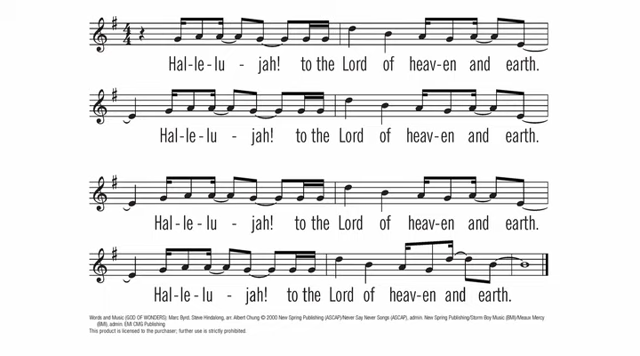 Hal-le-lu - jah! to the Lord of heav-en and earth.
Hal-le-lu - jah! to the Lord of heav-en and earth.
Hal-le-lu - jah! to the Lord of heav-en and earth.
Hal-le-lu - jah! to the Lord of heav-en and earth.
Words and Music (GOD OF WONDERS): Marc Byrd; Steve Hindalong, arr. Albert Chung © 2000 New Spring Publishing (ASCAP)/Never Say Never Songs (ASCAP), admin. New Spring Publishing/Storm Boy Music (BMI)/Meaux Mercy
(BMI), admin: EMI CMG Publishing
This product is licensed to the purchaser; further use is strictly prohibited.